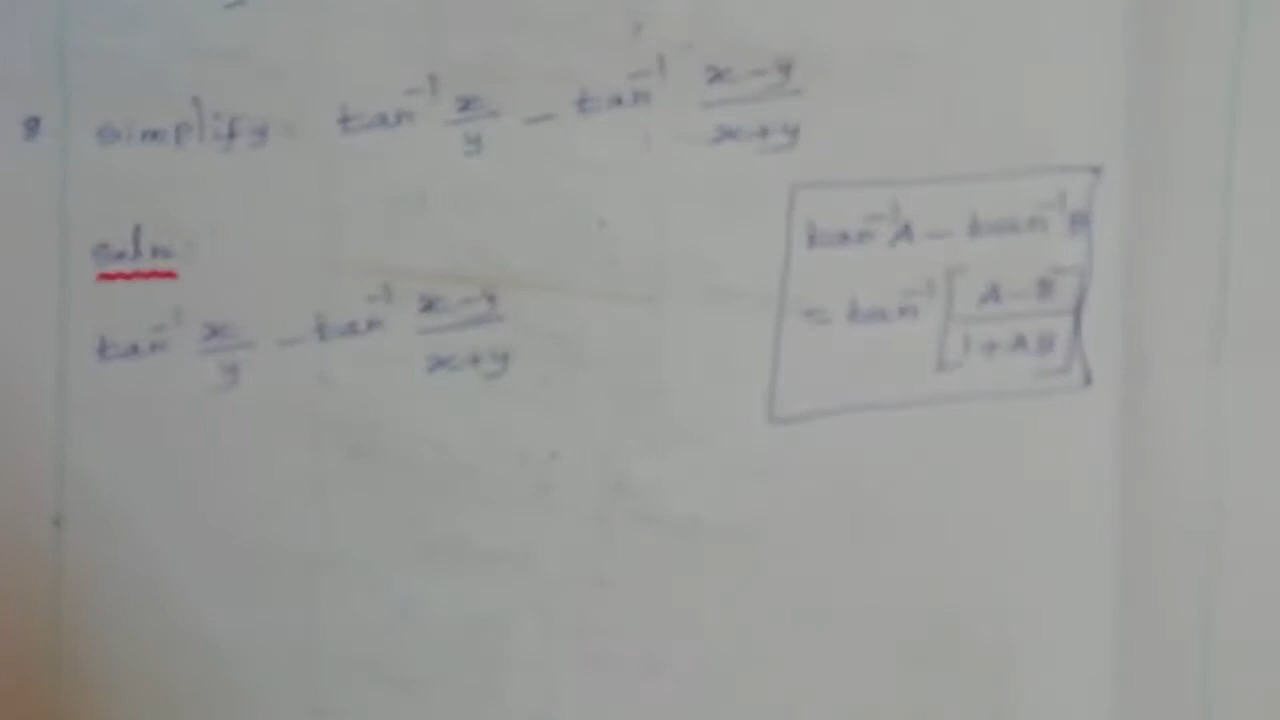 8 simplify tan⁻¹ x/y - tan⁻¹ x-y/x+y
soln:
tan⁻¹ x/y - tan⁻¹ x-y/x+y
tan⁻¹A - tan⁻¹B
= tan⁻¹ [A-B/1+AB]